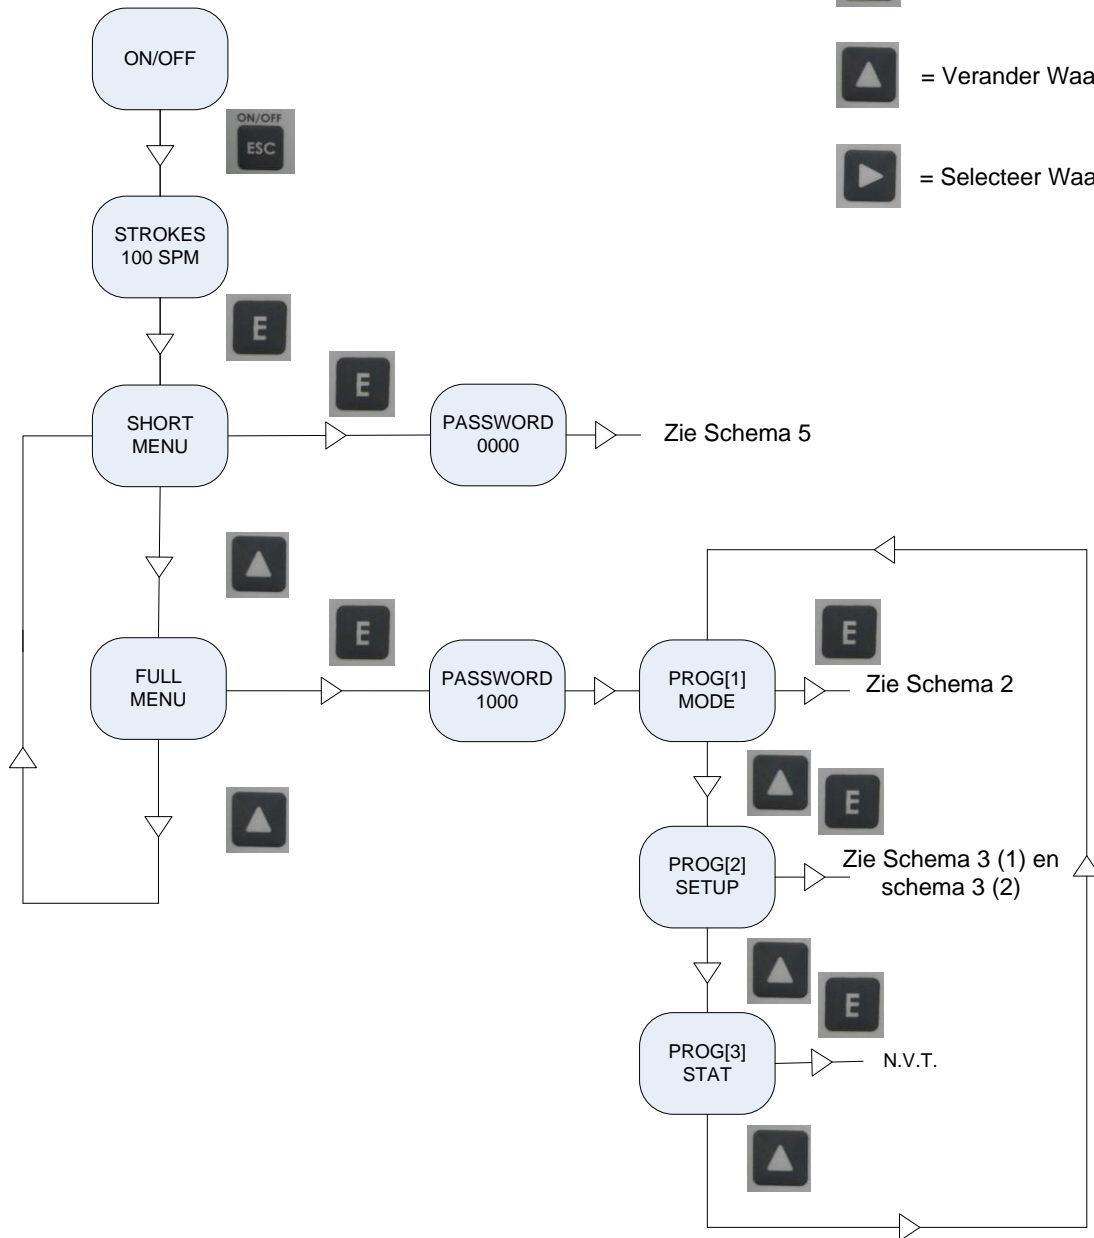 ON/OFF
ON/OFF
ESC
= Verander
= Selecteer
STROKES
100 SPM
E
E
SHORT
MENU
PASSWORD
0000
Zie Schema 5
E
E
FULL
MENU
PASSWORD
1000
PROG[1]
MODE
Zie Schema 2
E
PROG[2]
SETUP
Zie Schema 3 (1) en
schema 3 (2)
E
PROG[3]
STAT
N.V.T.